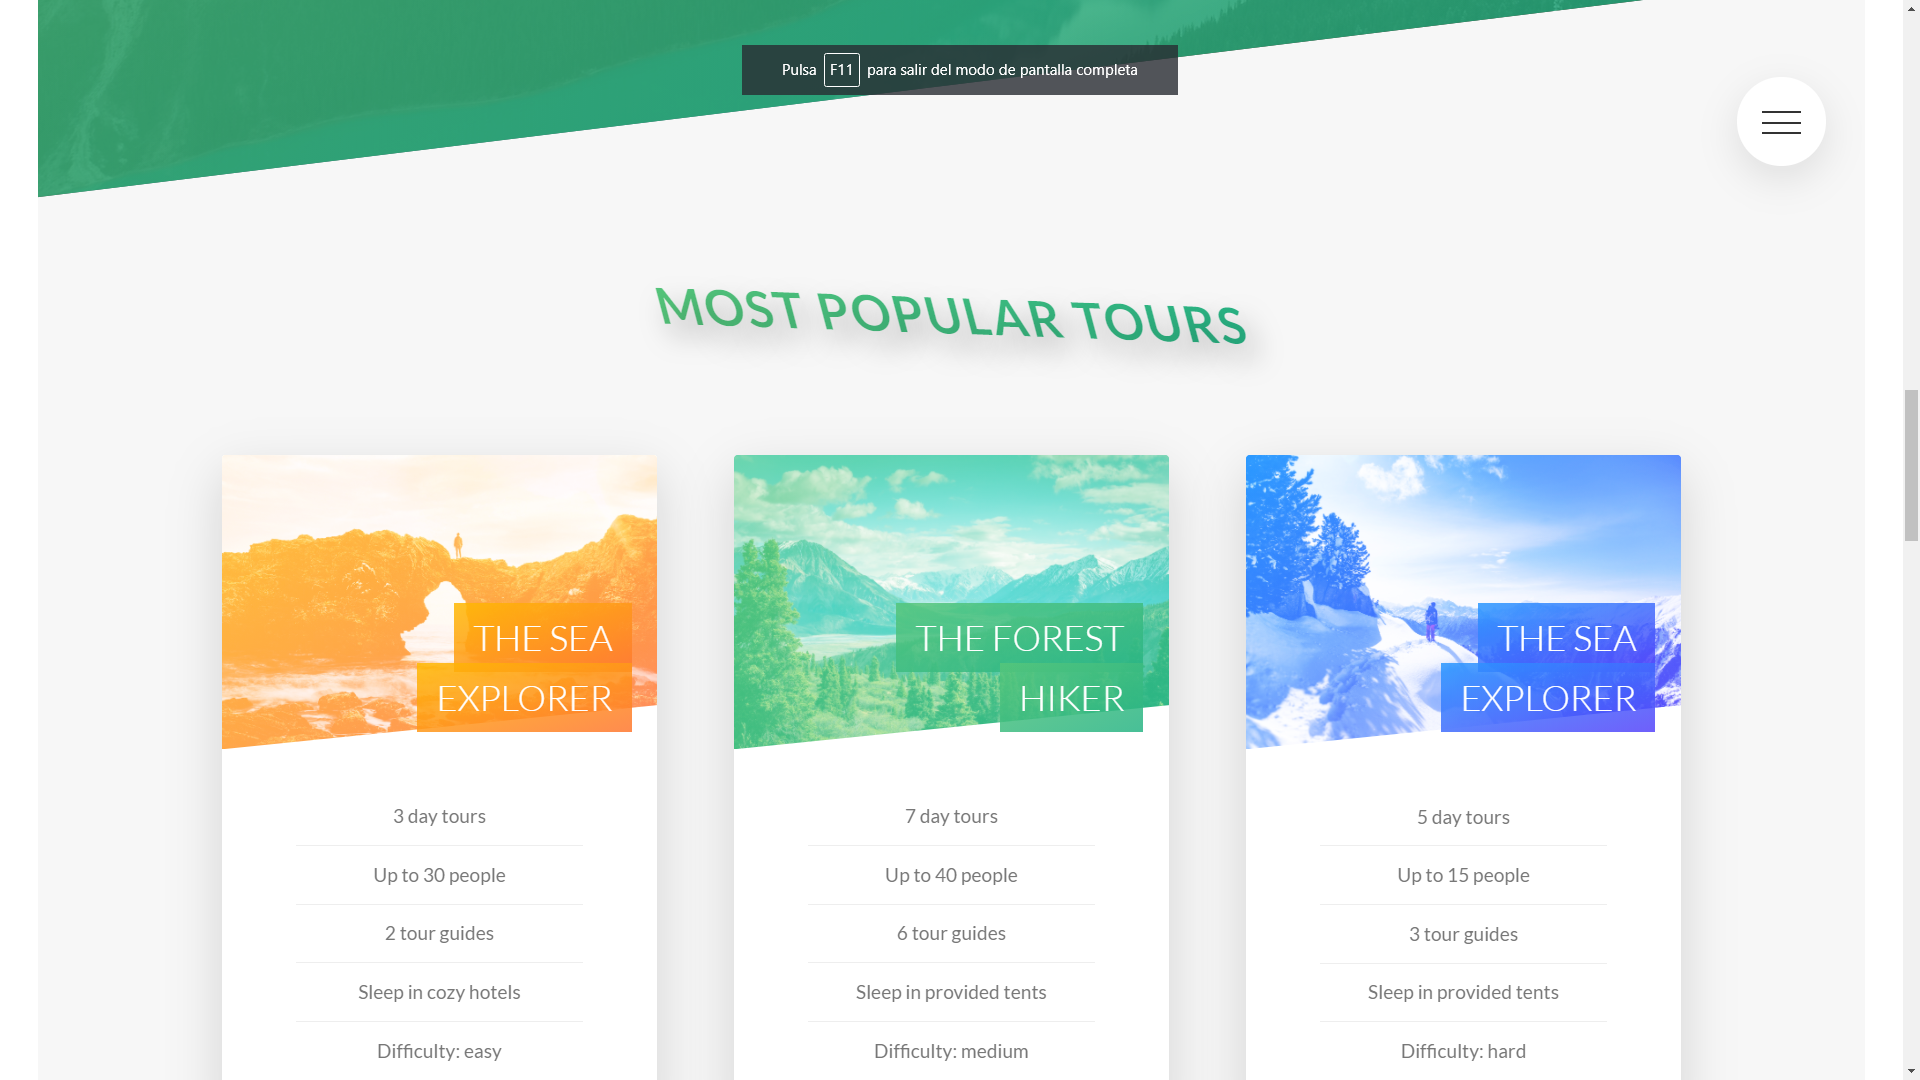 Pulsa F11 para salir del modo de pantalla completa
MOST POPULAR TOURS
THE SEA
EXPLORER
3 day tours
Up to 30 people
2 tour guides
Sleep in cozy hotels
Difficulty: easy
THE FOREST
HIKER
7 day tours
Up to 40 people
6 tour guides
Sleep in provided tents
Difficulty: medium
THE SEA
EXPLORER
5 day tours
Up to 15 people
3 tour guides
Sleep in provided tents
Difficulty: hard